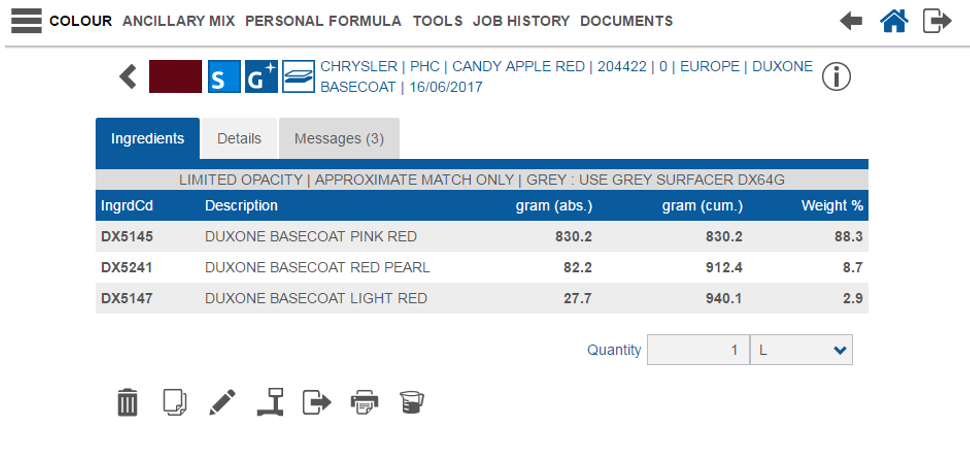 COLOUR ANCILLARY MIX PERSONAL FORMULA TOOLS JOB HISTORY DOCUMENTS
S G+ CHRYSLER | PHC | CANDY APPLE RED | 204422 | 0 | EUROPE | DUXONE
BASECOAT | 16/06/2017
i
Ingredients Details Messages (3)
LIMITED OPACITY | APPROXIMATE MATCH ONLY | GREY : USE GREY SURFACER DX64G
IngrdCd Description gram (abs.) gram (cum.) Weight %
DX5145 DUXONE BASECOAT PINK RED 830.2 830.2 88.3
DX5241 DUXONE BASECOAT RED PEARL 82.2 912.4 8.7
DX5147 DUXONE BASECOAT LIGHT RED 27.7 940.1 2.9
Quantity 1 L